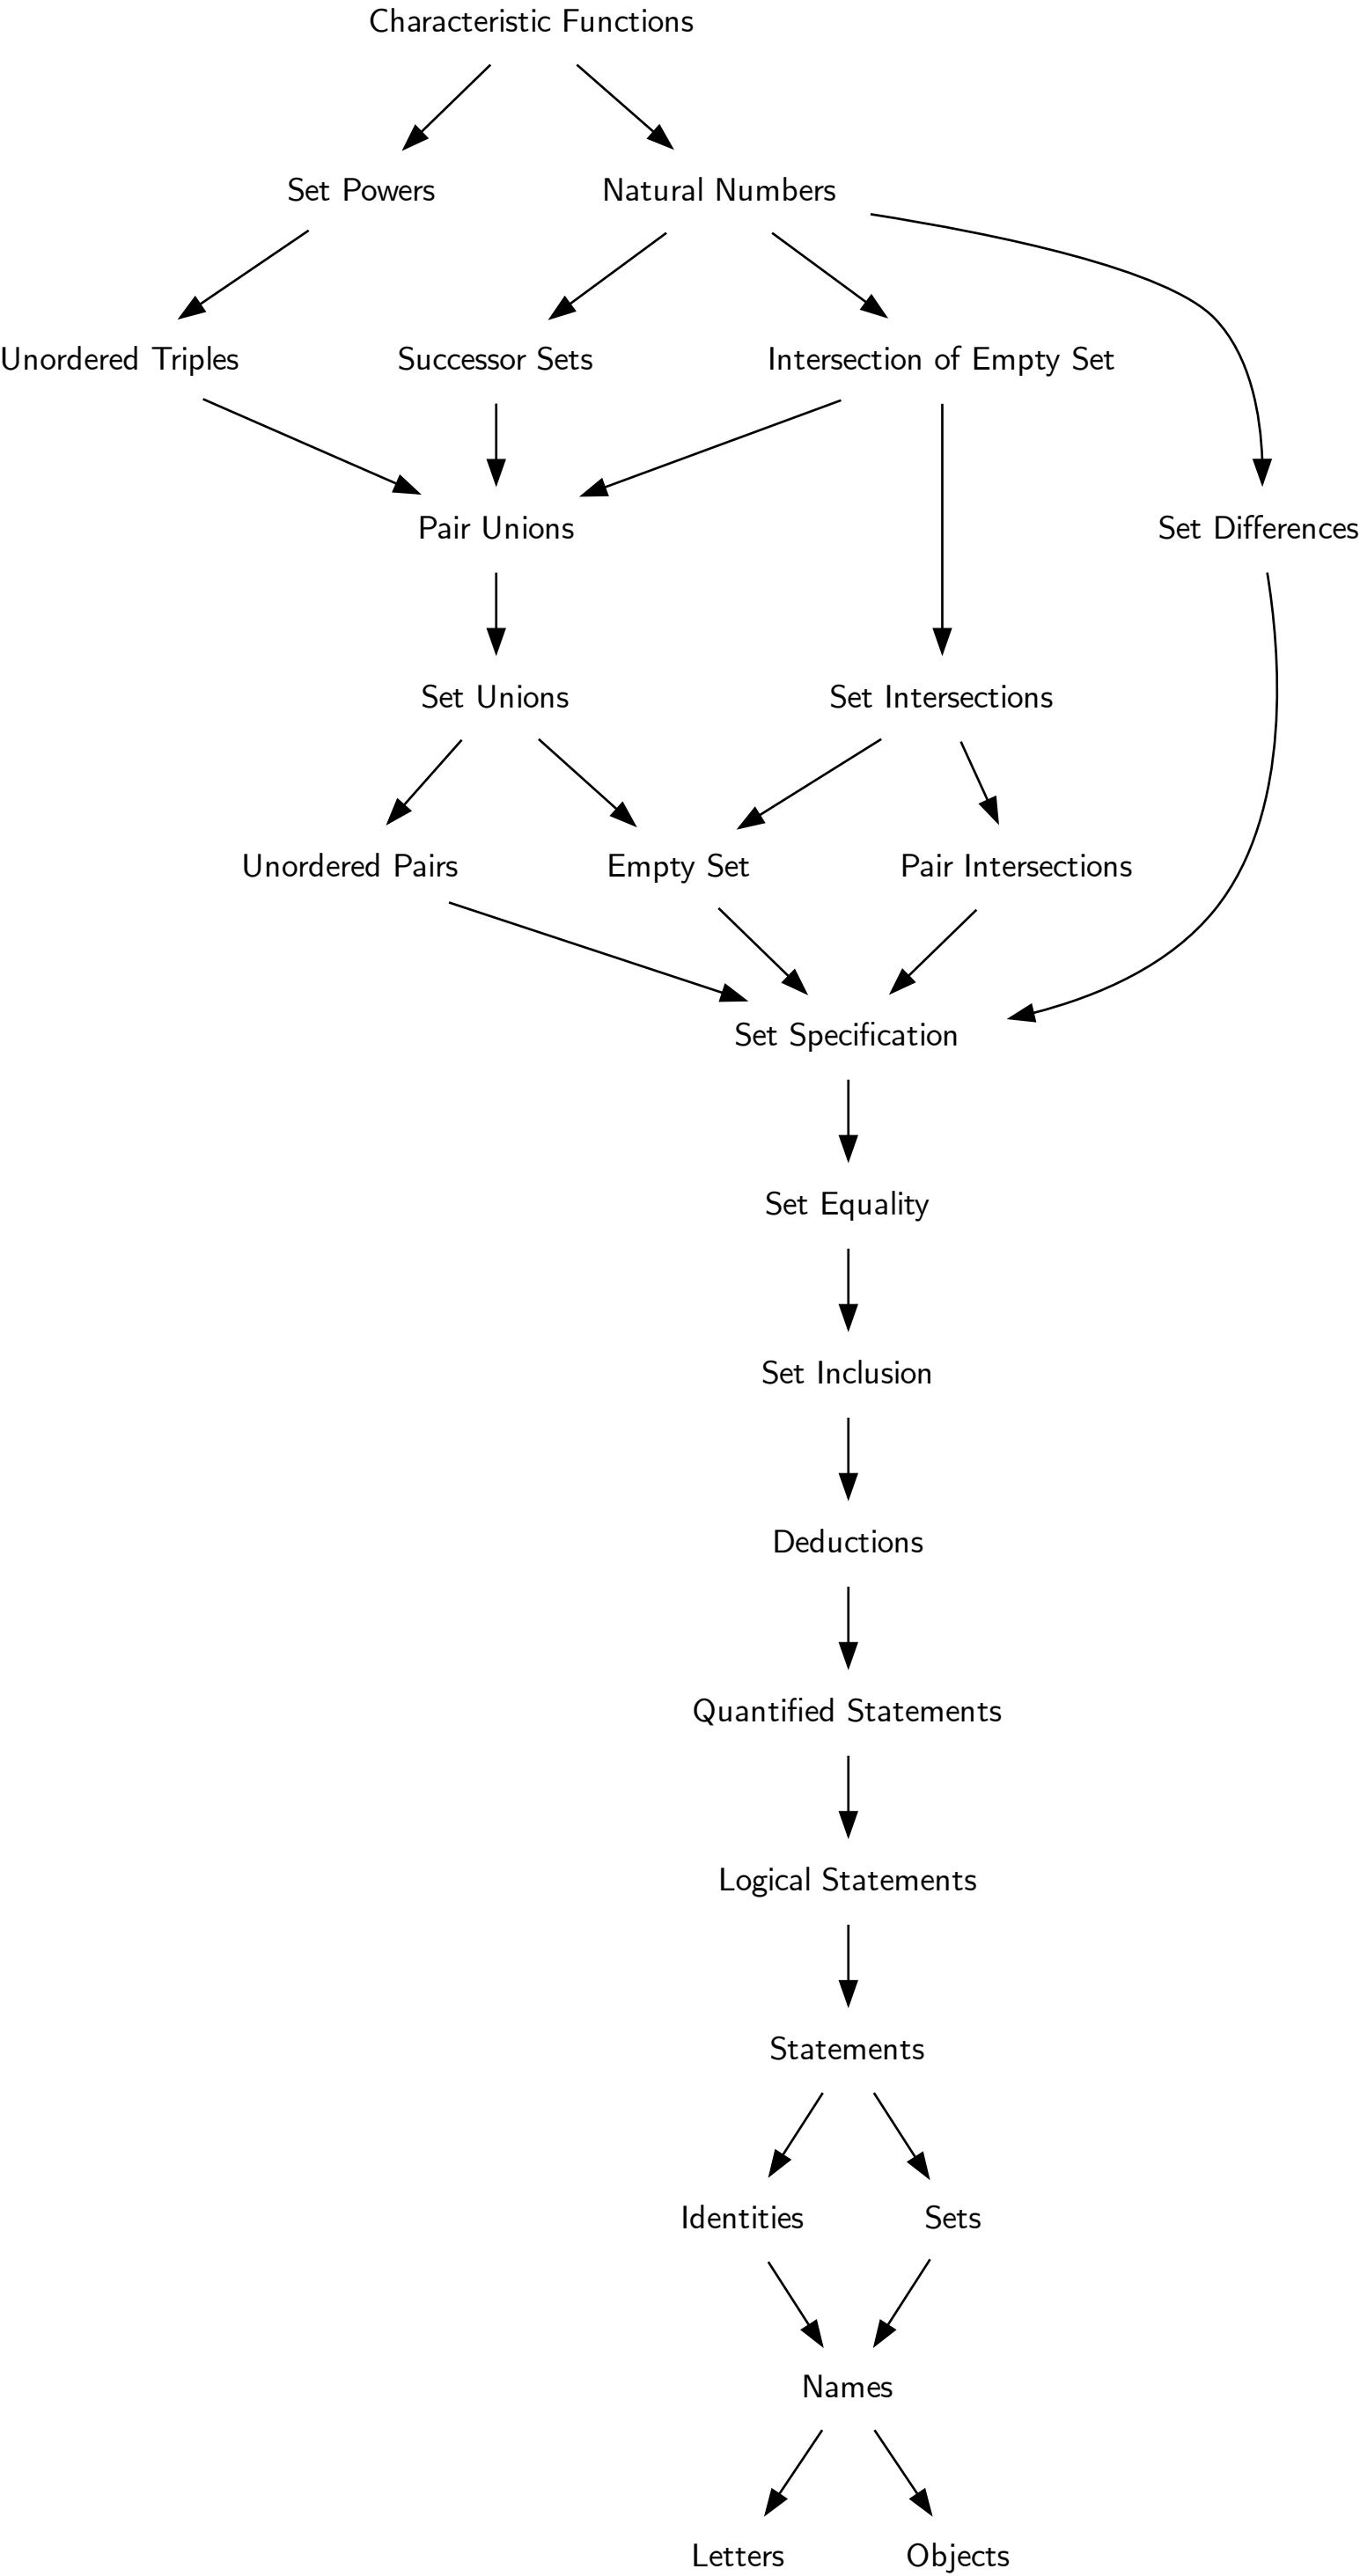 Characteristic Functions
Set Powers
Natural Numbers
Unordered Triples
Successor Sets
Intersection of Empty Set
Pair Unions
Set Differences
Set Unions
Set Intersections
Unordered Pairs
Empty Set
Pair Intersections
Set Specification
Set Equality
Set Inclusion
Deductions
Quantified Statements
Logical Statements
Statements
Identities
Sets
Names
Letters
Objects